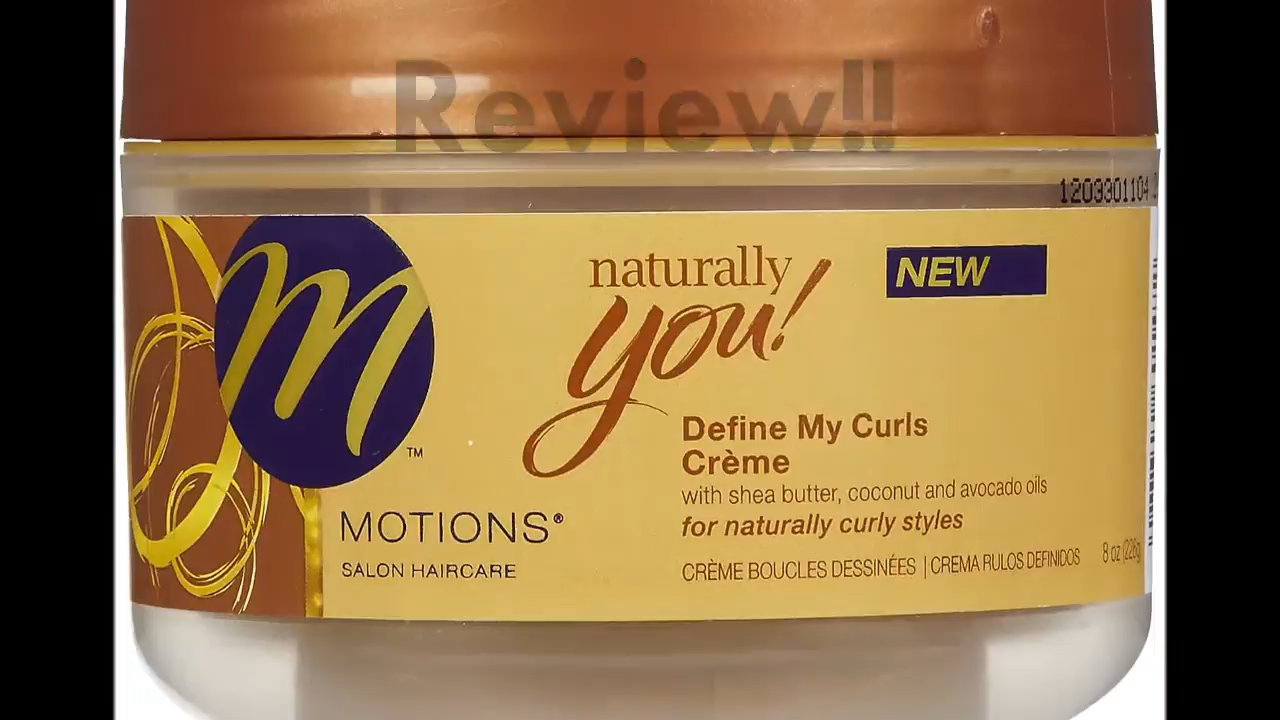 Review!!
1203301104
naturally
you!
NEW
M
™
Define My Curls
Crème
with shea butter, coconut and avocado oils
for naturally curly styles
MOTIONS®
SALON HAIRCARE
CRÈME BOUCLES DESSINÉES | CREMA RULOS DEFINIDOS
8 oz (226g